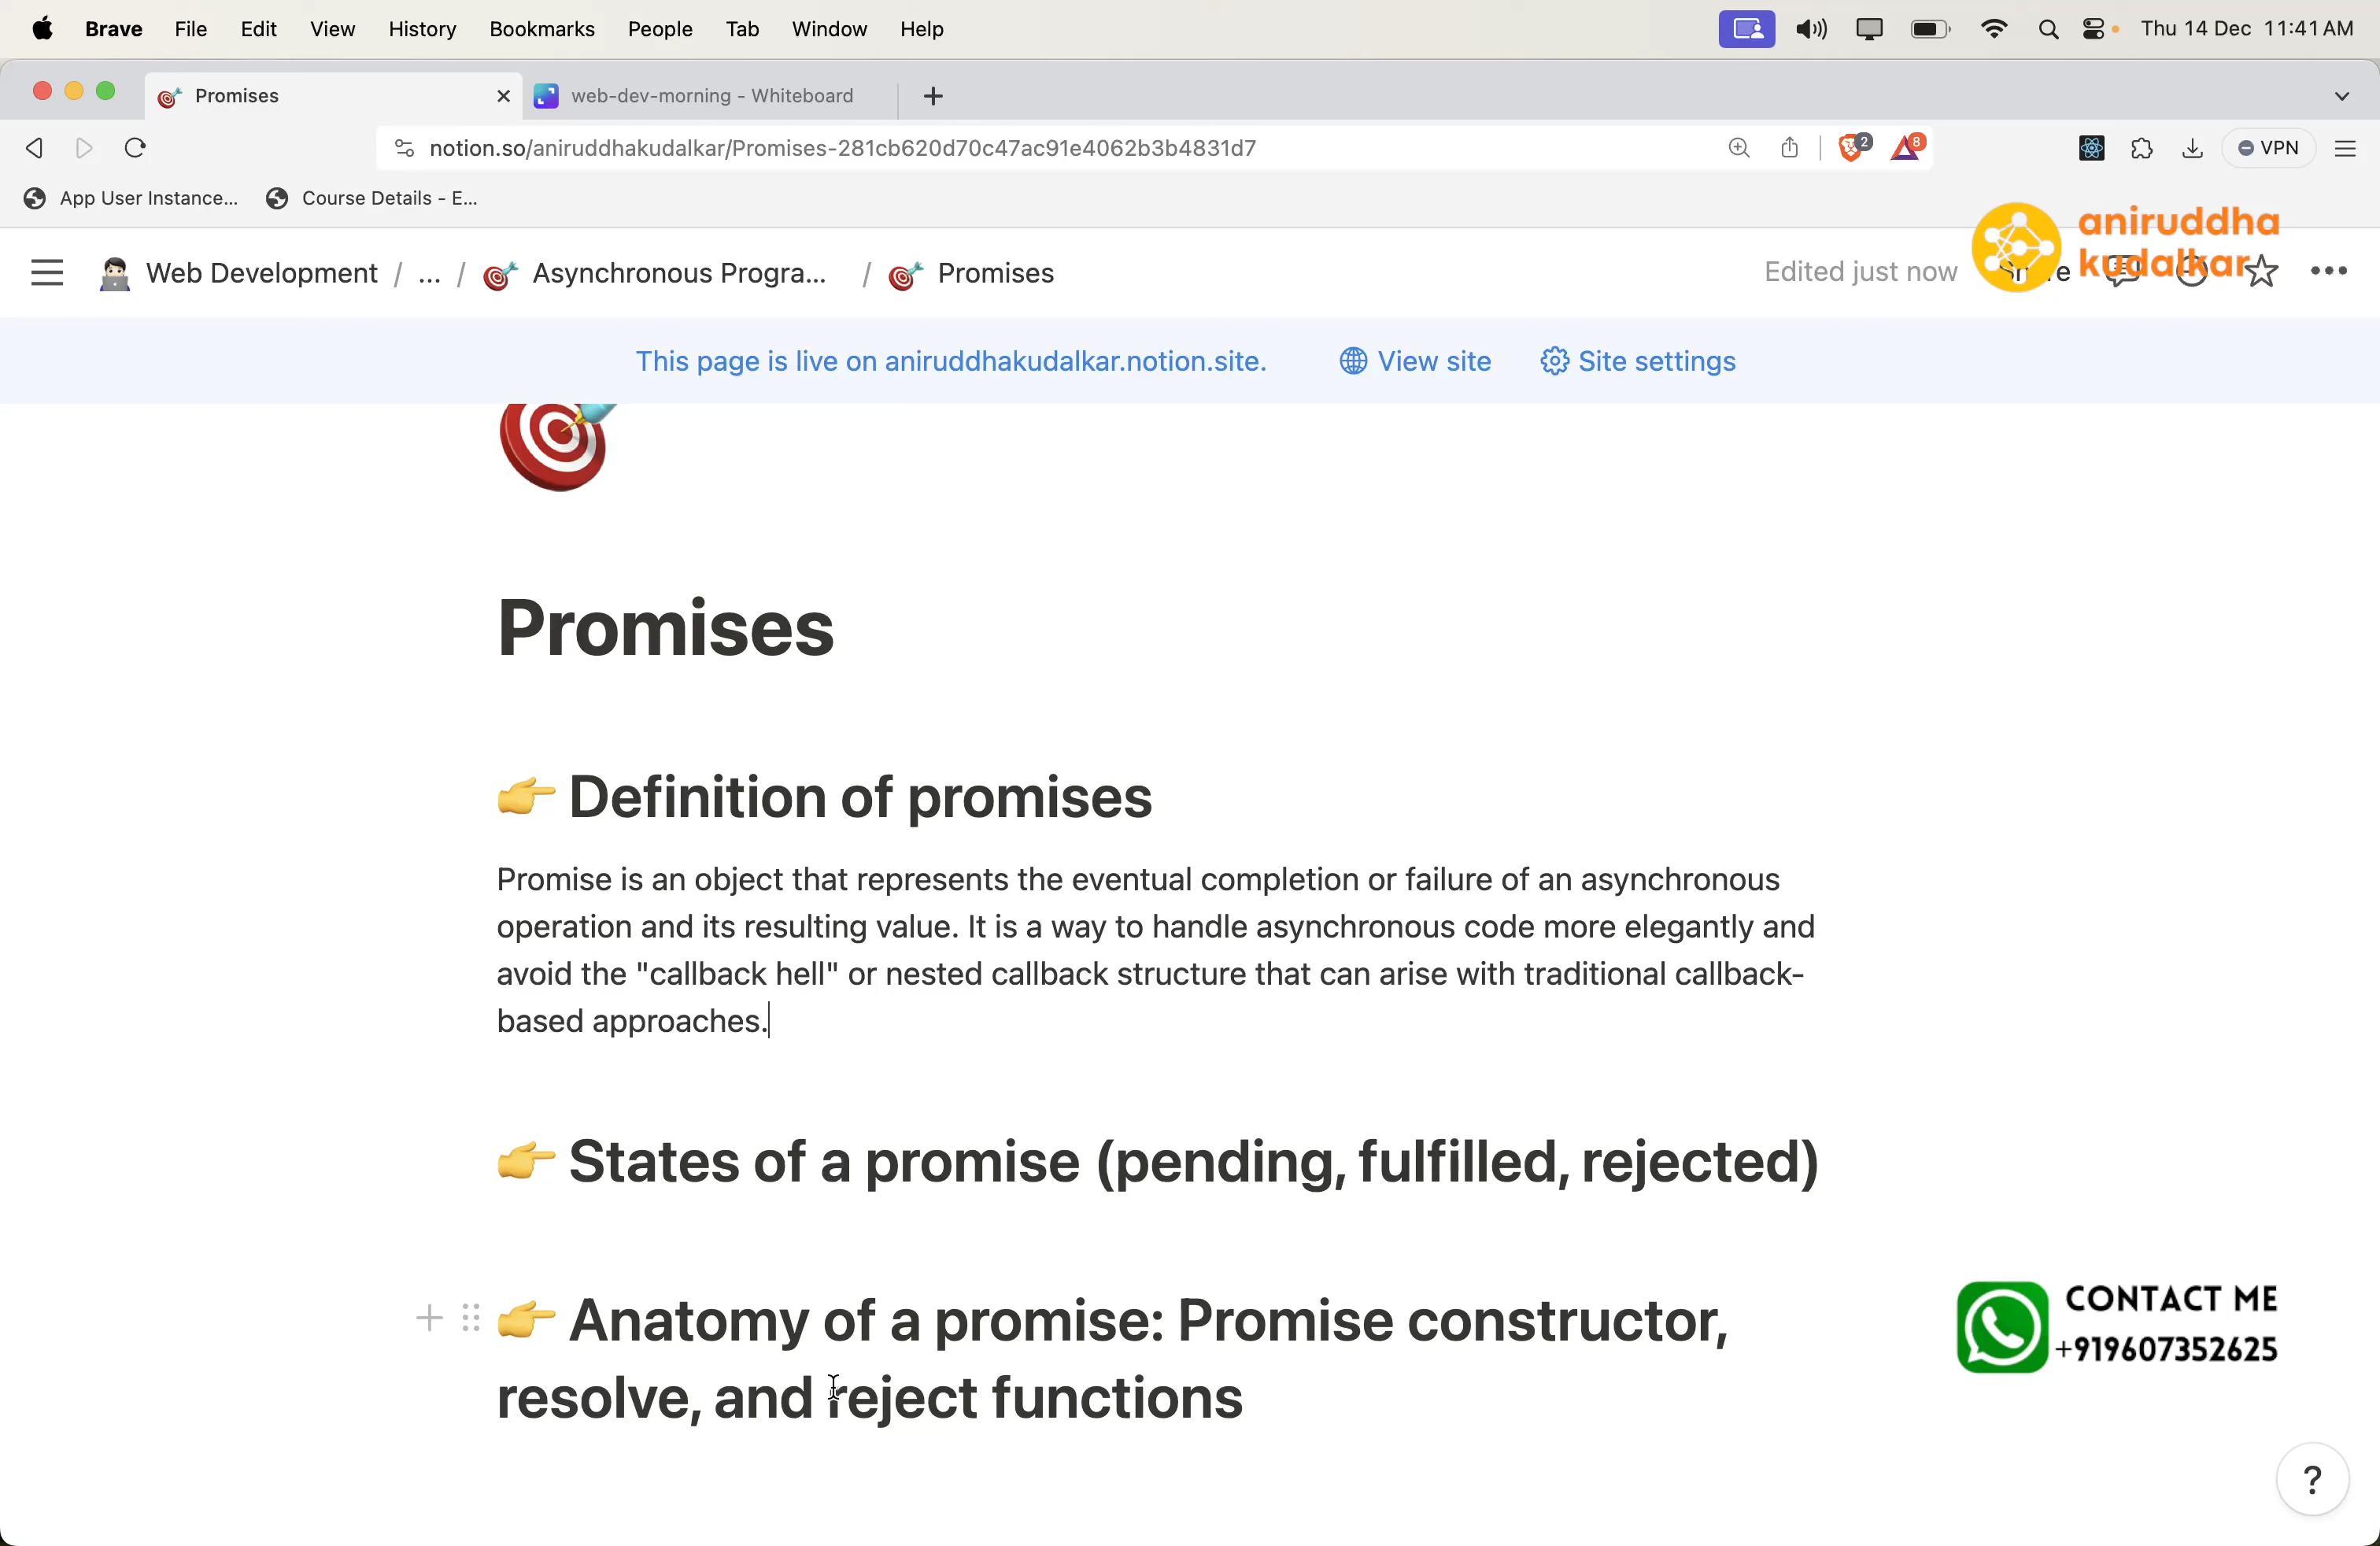 Brave File Edit View History Bookmarks People Tab Window Help Thu 14 Dec 11:41 AM
Promises
web-dev-morning - Whiteboard
notion.so/aniruddhakudalkar/Promises-281cb620d70c47ac91e4062b3b4831d7
2
8
VPN
App User Instance...
Course Details - E...
aniruddha
kudalkar
Web Development / ... / Asynchronous Progra... / Promises
Edited just now
This page is live on aniruddhakudalkar.notion.site. View site Site settings
Promises
Definition of promises
Promise is an object that represents the eventual completion or failure of an asynchronous
operation and its resulting value. It is a way to handle asynchronous code more elegantly and
avoid the "callback hell" or nested callback structure that can arise with traditional callback-
based approaches.
States of a promise (pending, fulfilled, rejected)
Anatomy of a promise: Promise constructor,
resolve, and reject functions
CONTACT ME
+919607352625
?